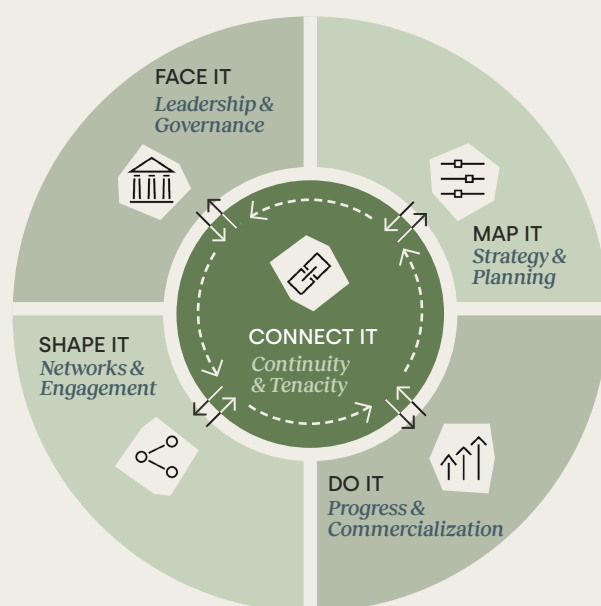 FACE IT
Leadership &
Governance
MAP IT
Strategy &
Planning
CONNECT IT
Continuity
& Tenacity
SHAPE IT
Networks &
Engagement
DO IT
Progress &
Commercialization